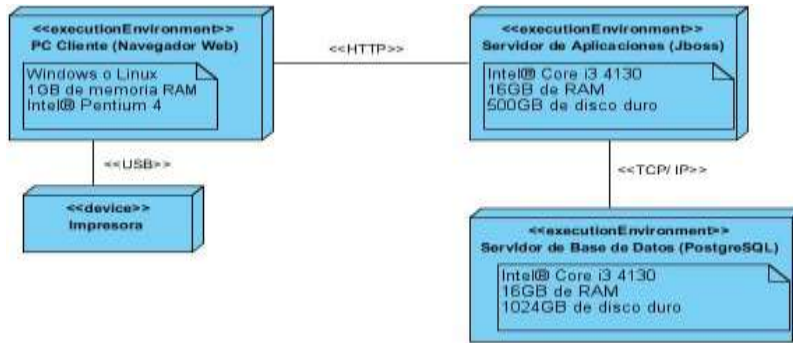 <<executionEnvironment>>
PC Cliente (Navegador Web)
Windows o Linux
1GB de memoria RAM
Intel® Pentium 4
<<HTTP>>
<<executionEnvironment>>
Servidor de Aplicaciones (Jboss)
Intel® Core i3 4130
16GB de RAM
500GB de disco duro
<<USB>>
<<device>>
Impresora
<<TCP/ IP>>
<<executionEnvironment>>
Servidor de Base de Datos (PostgreSQL)
Intel® Core i3 4130
16GB de RAM
1024GB de disco duro